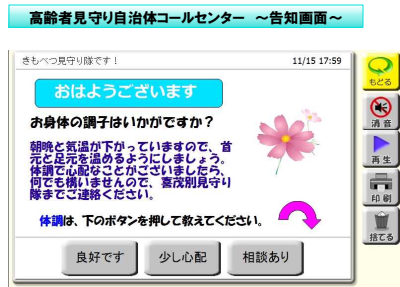 高齢者見守り自治体コールセンター　～告知画面～
きもべつ見守り隊です！
11/15 17:59
おはようございます
お身体の調子はいかがですか？
朝晩と気温が下がっていますので、首
元と足元を温めるようにしましょう。
体調で心配なことがございましたら、
何でも構いませんので、喜茂別見守り
隊までご連絡ください。
体調は、下のボタンを押して教えてください。
良好です
少し心配
相談あり
もどる
消音
再生
印刷
捨てる